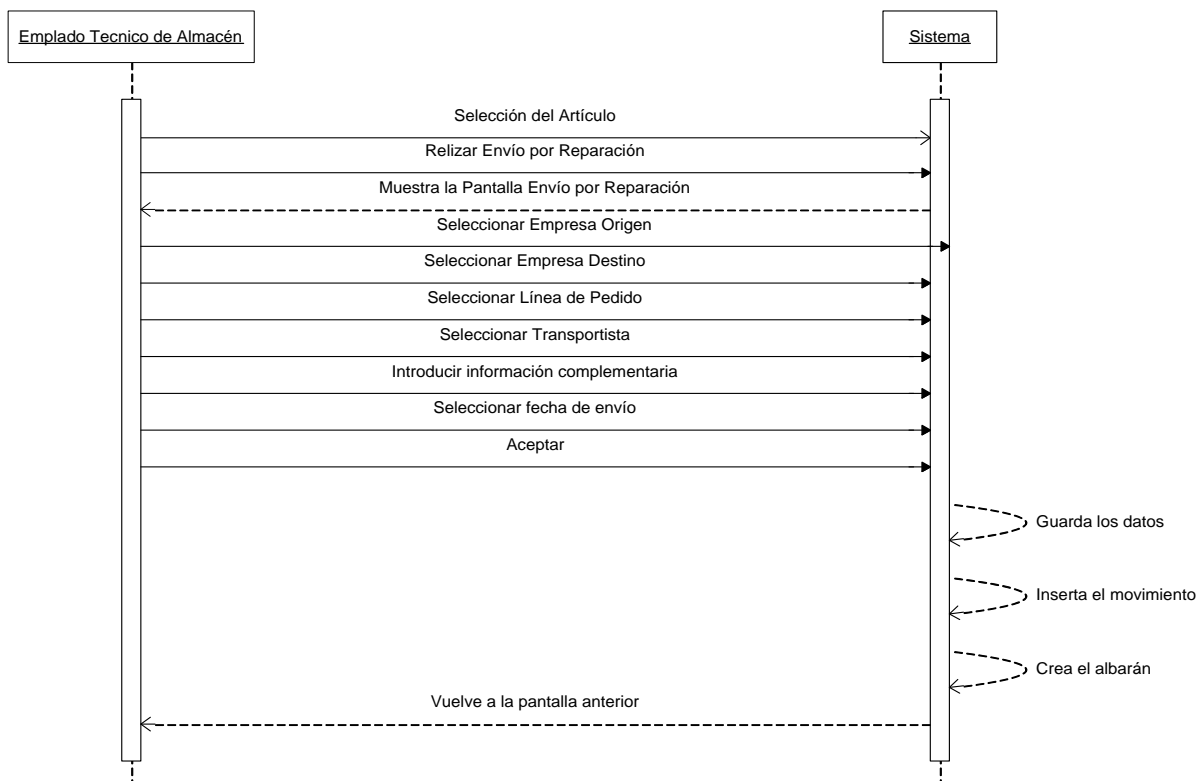 Emplado Tecnico de Almacén
Sistema
Selección del Artículo
Relizar Envío por Reparación
Muestra la Pantalla Envío por Reparación
Seleccionar Empresa Origen
Seleccionar Empresa Destino
Seleccionar Línea de Pedido
Seleccionar Transportista
Introducir información complementaria
Seleccionar fecha de envío
Aceptar
Guarda los datos
Inserta el movimiento
Crea el albarán
Vuelve a la pantalla anterior